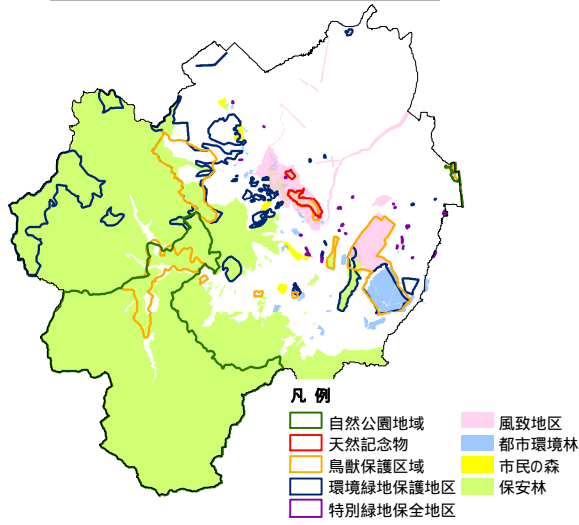 凡 例
自然公園地域
天然記念物
鳥獣保護区域
環境緑地保護地区
特別緑地保全地区
風致地区
都市環境林
市民の森
保安林